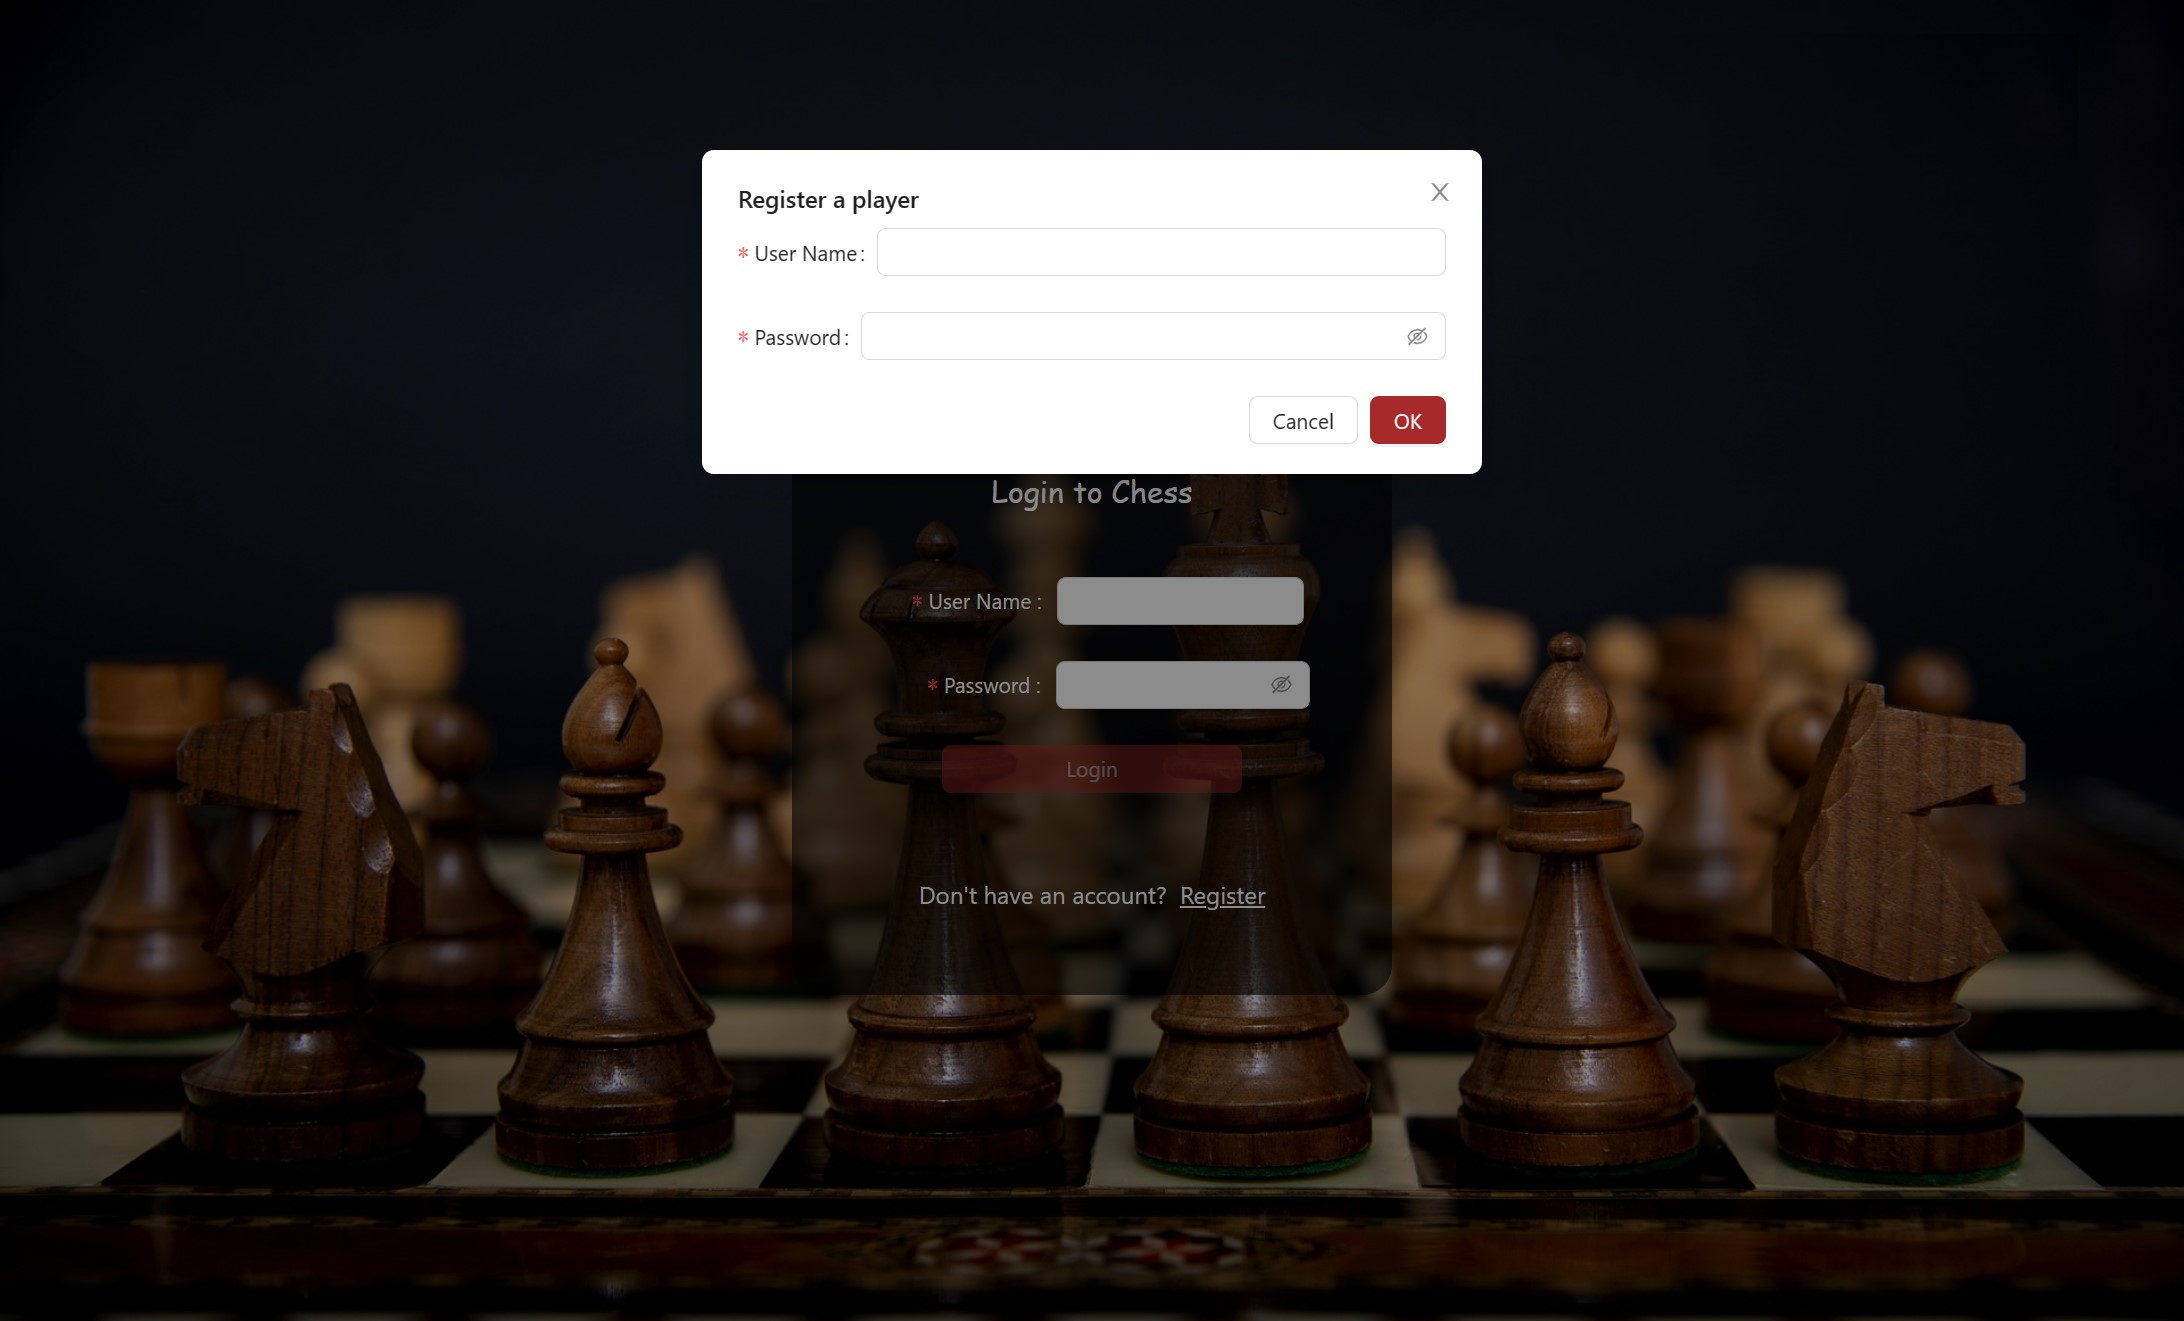 Register a player
* User Name :
* Password :
Cancel OK
Login to Chess
* User Name :
* Password :
Login
Don't have an account? Register